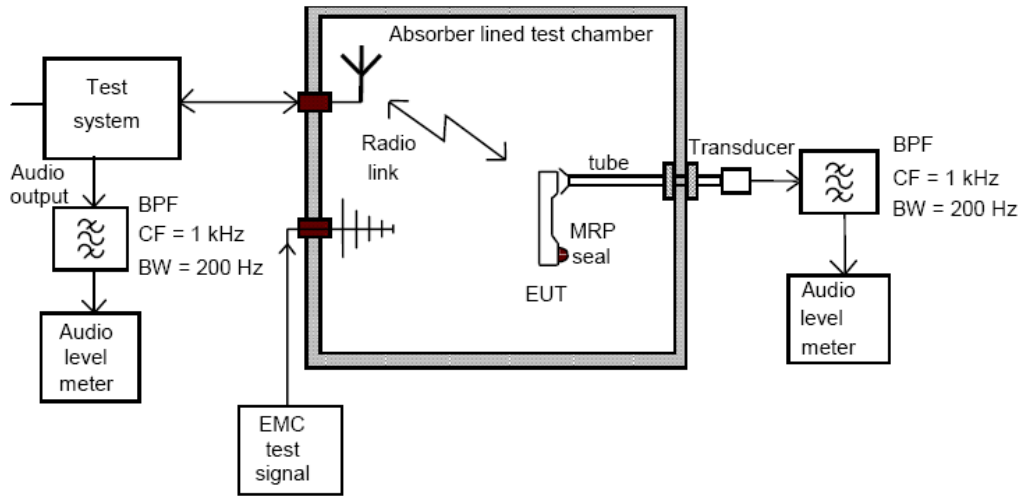 Absorber lined test chamber
Test
system
Radio
link
Audio
output
BPF
CF = 1 kHz
BW = 200 Hz
Audio
level
meter
EMC
test
signal
tube
MRP
seal
EUT
Transducer
BPF
CF = 1 kHz
BW = 200 Hz
Audio
level
meter